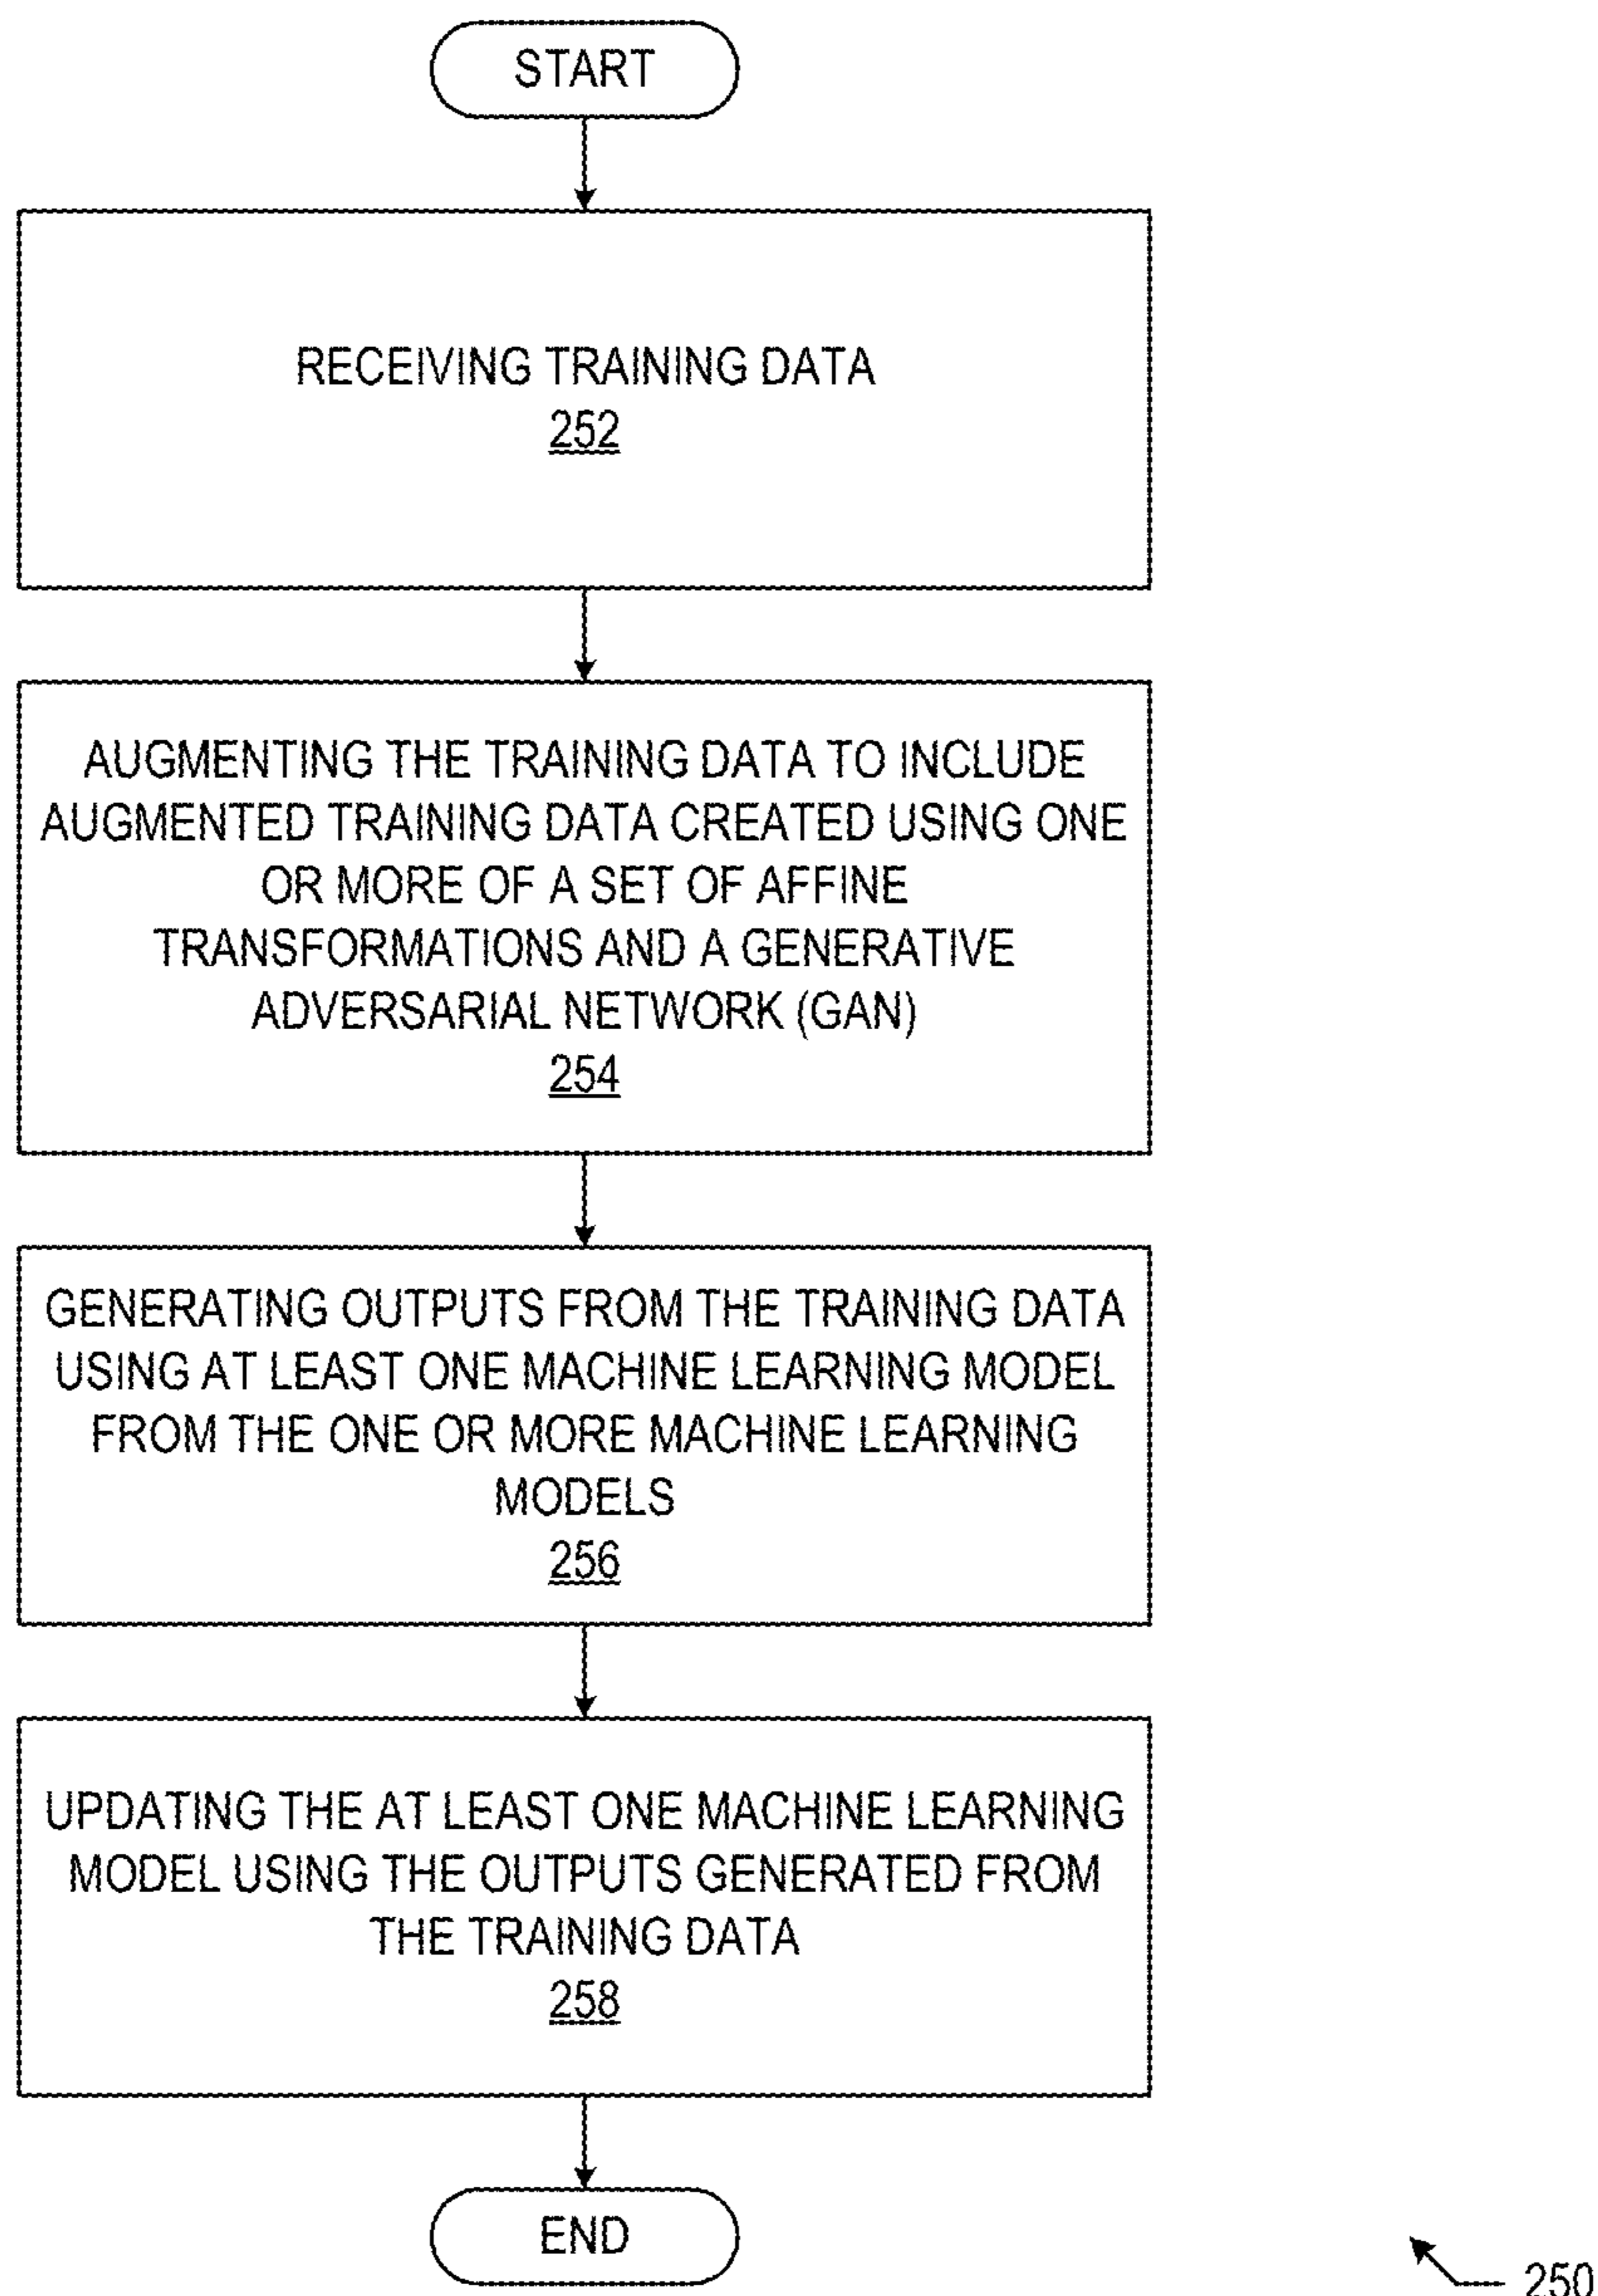 START
RECEIVING TRAINING DATA
252
AUGMENTING THE TRAINING DATA TO INCLUDE
AUGMENTED TRAINING DATA CREATED USING ONE
OR MORE OF A SET OF AFFINE
TRANSFORMATIONS AND A GENERATIVE
ADVERSARIAL NETWORK (GAN)
254
GENERATING OUTPUTS FROM THE TRAINING DATA
USING AT LEAST ONE MACHINE LEARNING MODEL
FROM THE ONE OR MORE MACHINE LEARNING
MODELS
256
UPDATING THE AT LEAST ONE MACHINE LEARNING
MODEL USING THE OUTPUTS GENERATED FROM
THE TRAINING DATA
258
END
250